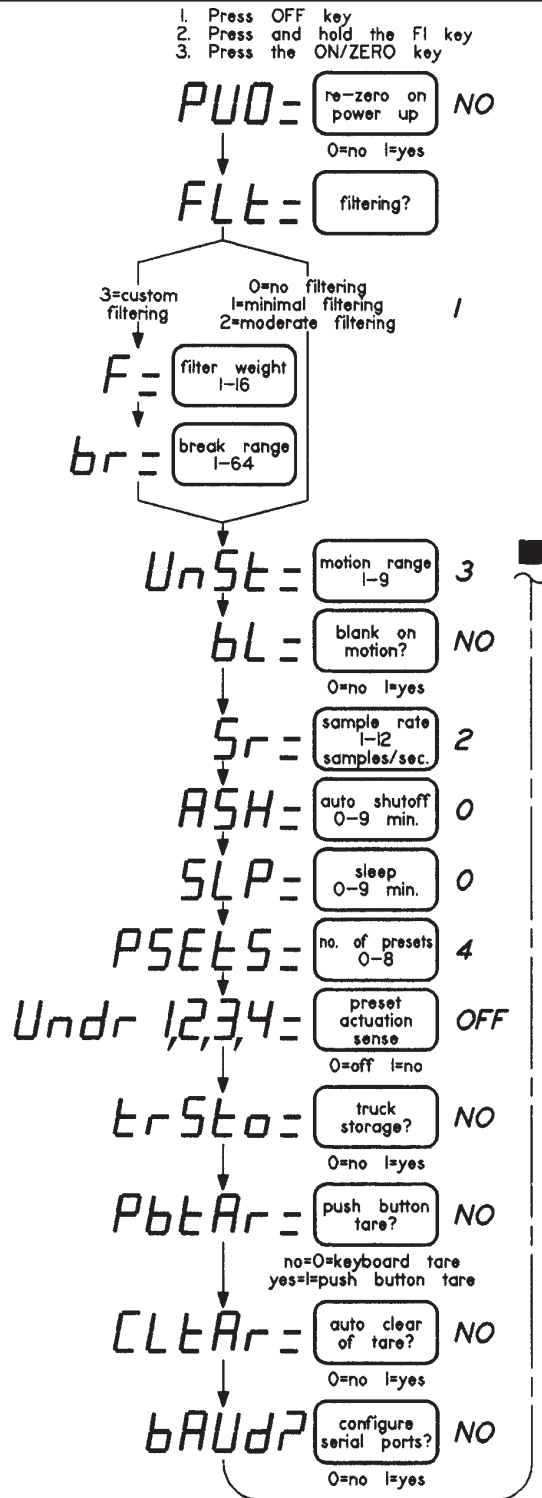 1. Press OFF key
2. Press and hold the F1 key
3. Press the ON/ZERO key
PUO= re-zero on power up NO
0=no 1=yes
FLt= filtering?
3=custom filtering
0=no filtering
1=minimal filtering
2=moderate filtering
1
F= filter weight 1-16
br= break range 1-64
UnSt= motion range 1-9 3
bL= blank on motion? NO
0=no 1=yes
Sr= sample rate 1-12 samples/sec. 2
ASH= auto shutoff 0-9 min. 0
SLP= sleep 0-9 min. 0
PSEtS= no. of presets 0-8 4
Undr 1,2,3,4= preset actuation sense OFF
0=off 1=no
trSto= truck storage? NO
0=no 1=yes
PbtAr= push button tare? NO
no=0=keyboard tare
yes=1=push button tare
CLtAr= auto clear of tare? NO
0=no 1=yes
bAUd? configure serial ports? NO
0=no 1=yes